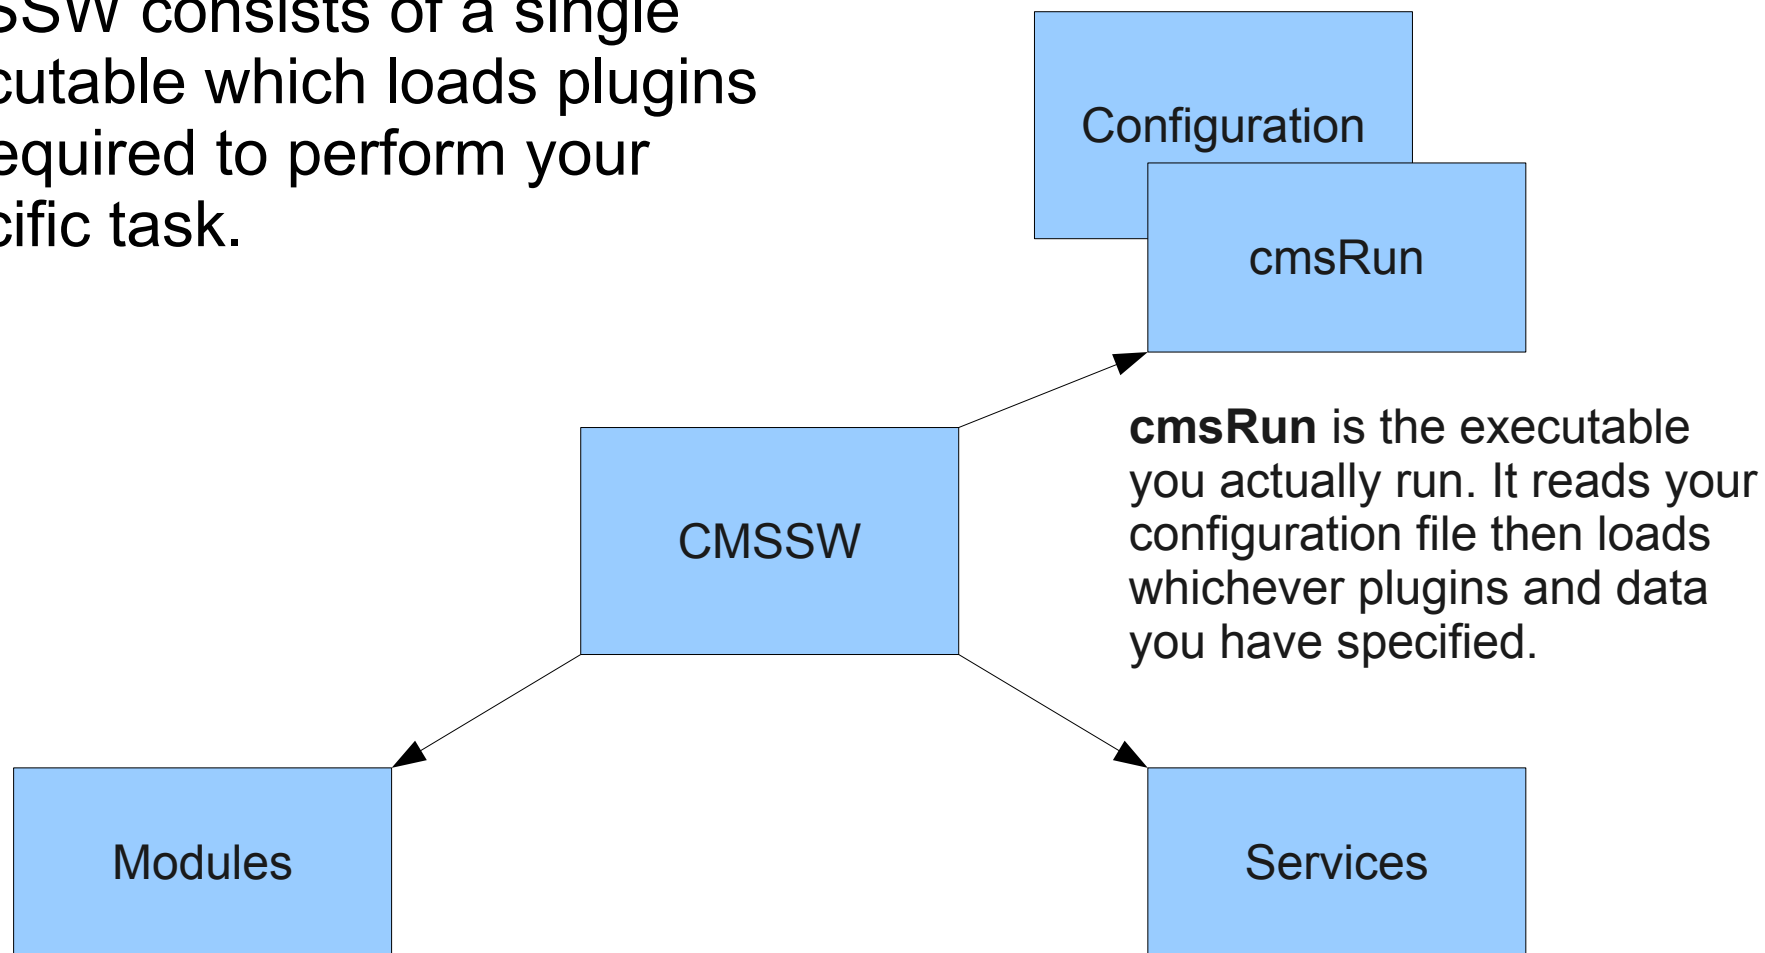 SSW consists of a single
cutable which loads plugins
equired to perform your
cific task.
Configuration
cmsRun
cmsRun is the executable
you actually run. It reads your
configuration file then loads
whichever plugins and data
you have specified.
CMSSW
Modules
Services